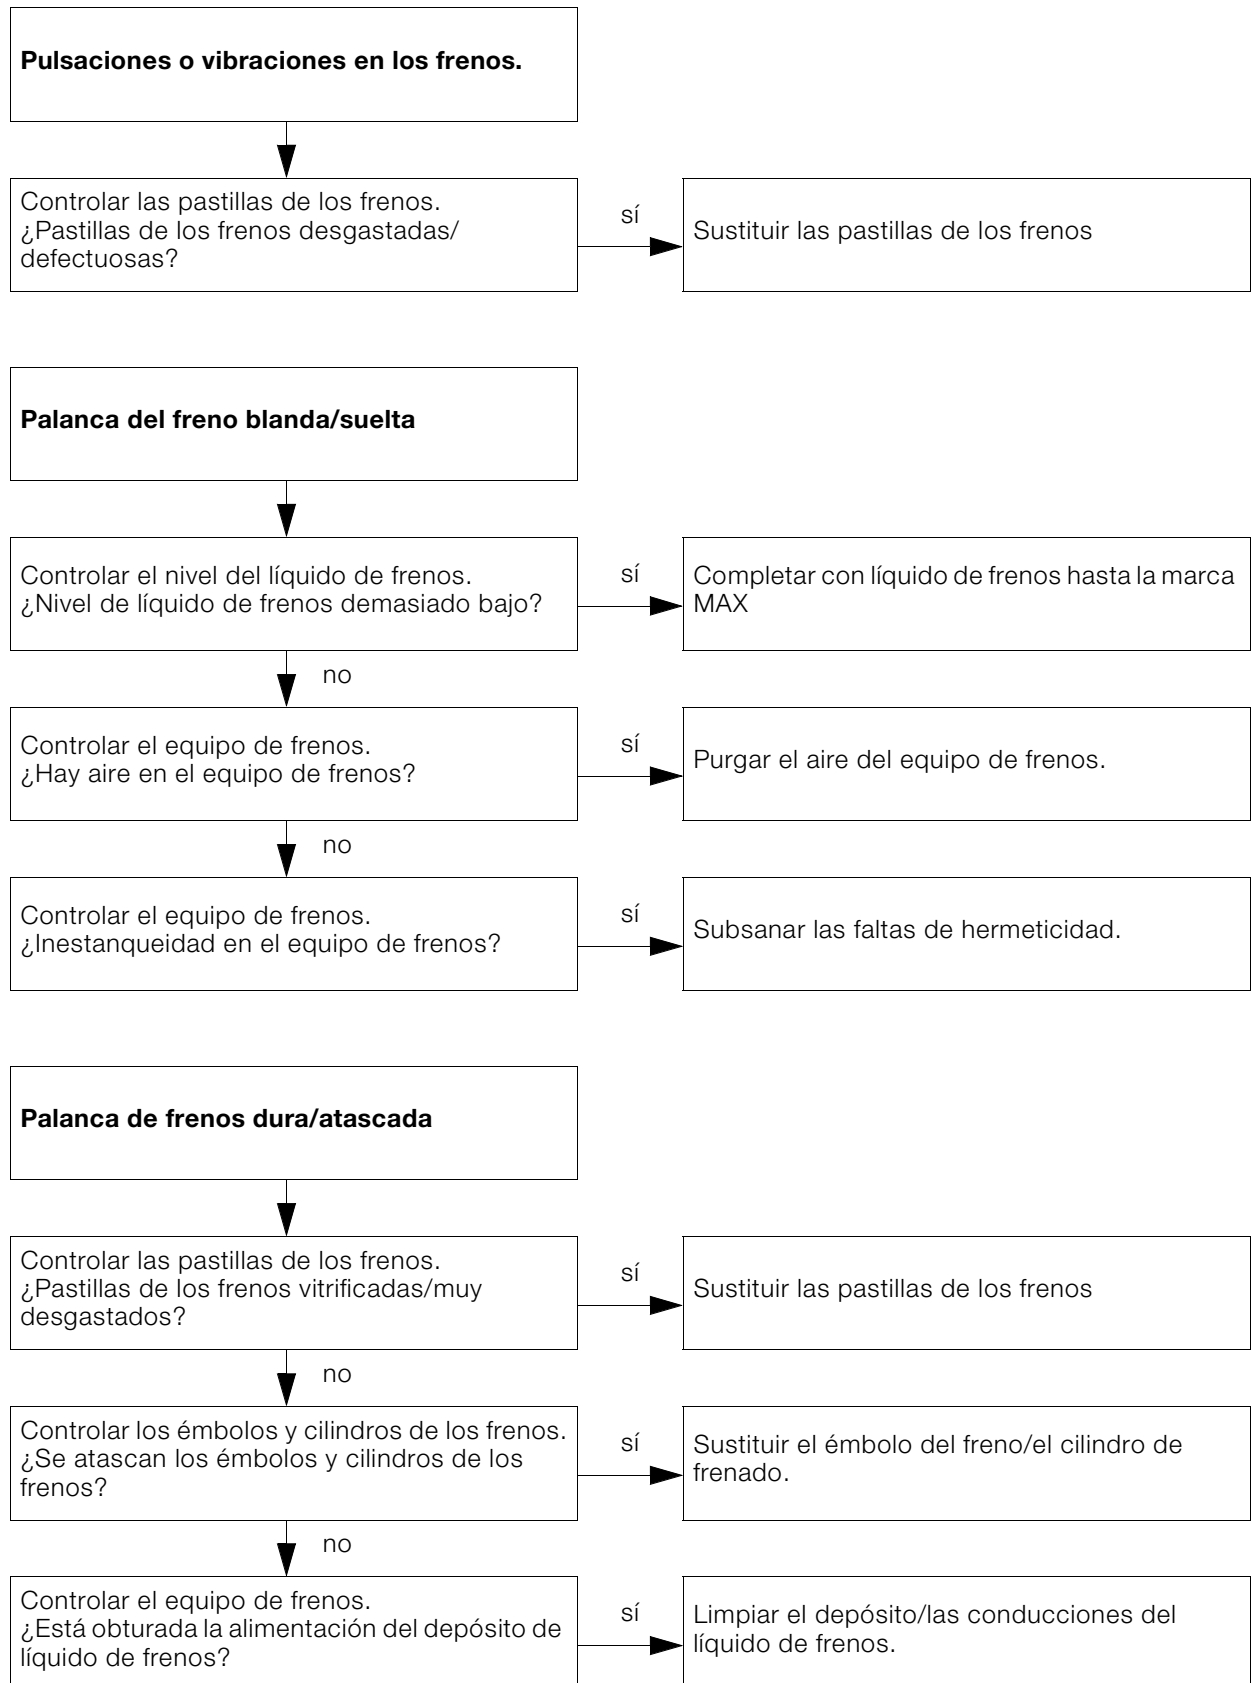 Pulsaciones o vibraciones en los frenos.
Controlar las pastillas de los frenos.
¿Pastillas de los frenos desgastadas/
defectuosas?
sí
Sustituir las pastillas de los frenos
Palanca del freno blanda/suelta
Controlar el nivel del líquido de frenos.
¿Nivel de líquido de frenos demasiado bajo?
sí
Completar con líquido de frenos hasta la marca
MAX
no
Controlar el equipo de frenos.
¿Hay aire en el equipo de frenos?
sí
Purgar el aire del equipo de frenos.
no
Controlar el equipo de frenos.
¿Inestanqueidad en el equipo de frenos?
sí
Subsanar las faltas de hermeticidad.
Palanca de frenos dura/atascada
Controlar las pastillas de los frenos.
¿Pastillas de los frenos vitrificadas/muy
desgastados?
sí
Sustituir las pastillas de los frenos
no
Controlar los émbolos y cilindros de los frenos.
¿Se atascan los émbolos y cilindros de los
frenos?
sí
Sustituir el émbolo del freno/el cilindro de
frenado.
no
Controlar el equipo de frenos.
¿Está obturada la alimentación del depósito de
líquido de frenos?
sí
Limpiar el depósito/las conducciones del
líquido de frenos.